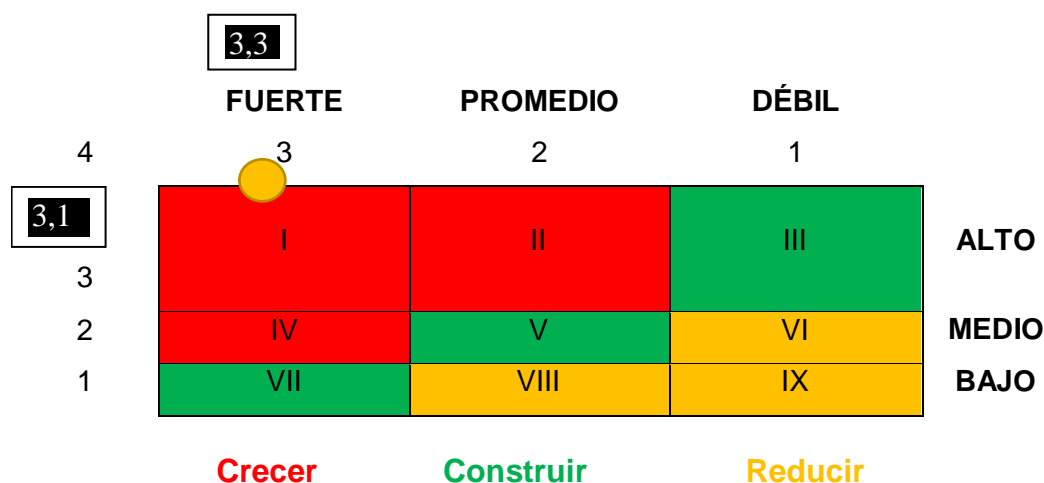 3,3
FUERTE PROMEDIO DÉBIL
4 3 2 1
3,1
I II III ALTO
3
2 IV V VI MEDIO
1 VII VIII IX BAJO
Crecer Construir Reducir